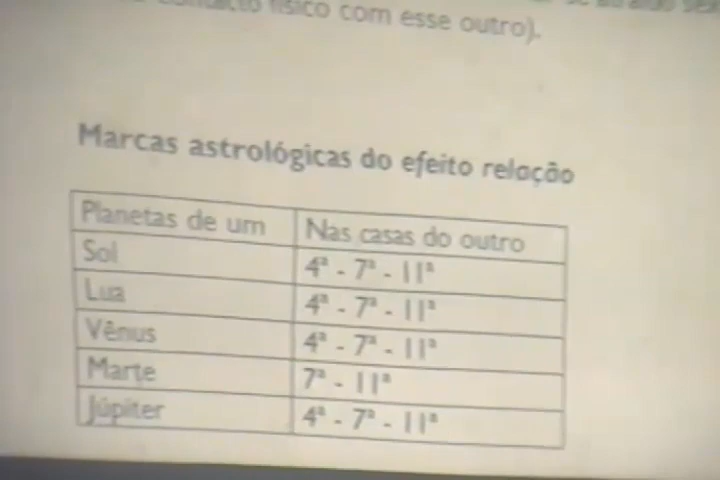 físico com esse outro).
Marcas astrológicas do efeito relação
Planetas de um Nas casas do outro
Sol 4ª - 7ª - 11ª
Lua 4ª - 7ª - 11ª
Vênus 4ª - 7ª - 11ª
Marte 7ª - 11ª
Júpiter 4ª - 7ª - 11ª